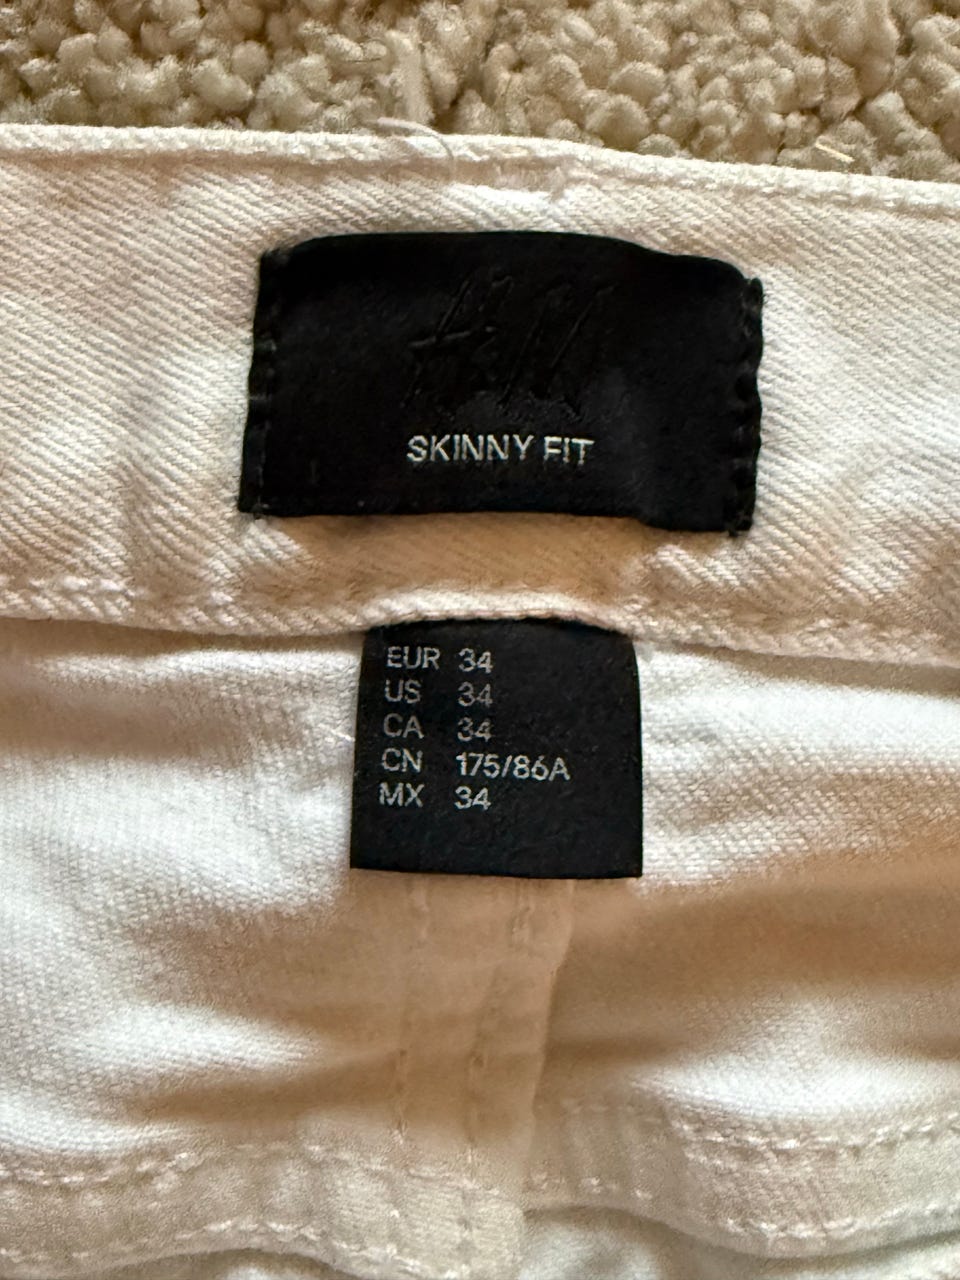 H&M
SKINNY FIT
EUR 34
US 34
CA 34
CN 175/86A
MX 34